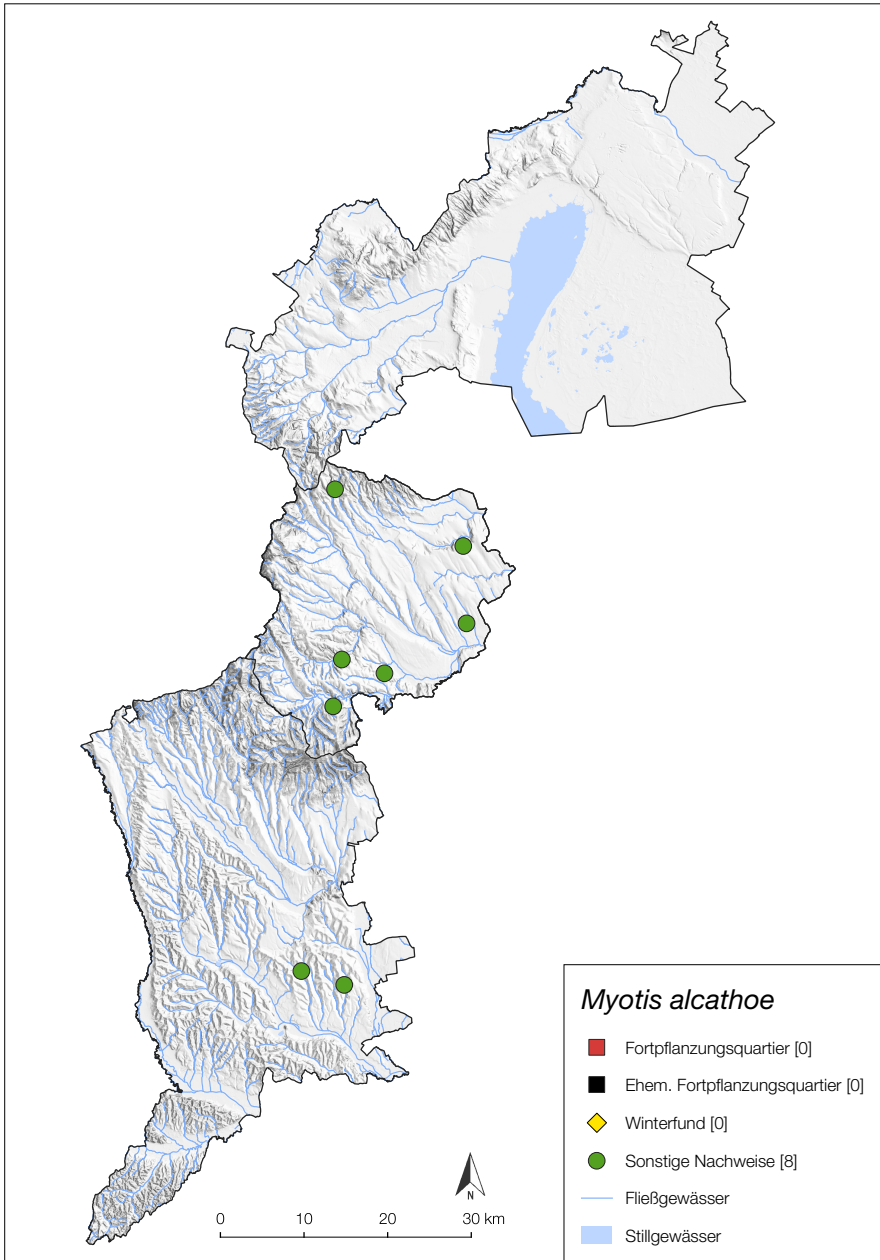 Myotis alcathoe
Fortpflanzungsquartier [0]
Ehem. Fortpflanzungsquartier [0]
Winterfund [0]
Sonstige Nachweise [8]
Fließgewässer
Stillgewässer
N
0 10 20 30 km